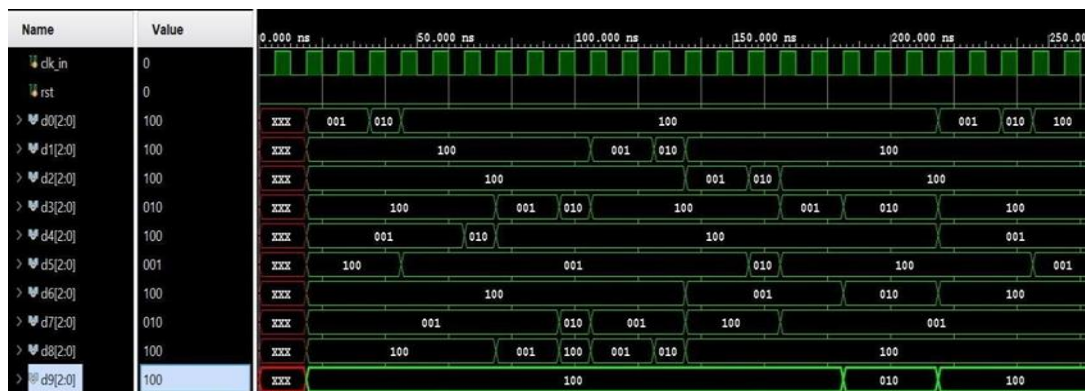 Name Value 0.000 ns 50.000 ns 100.000 ns 150.000 ns 200.000 ns 250.00
clk_in 0
rst 0
d0[2:0] 100 XXX 001 010 100 001 010 100
d1[2:0] 100 XXX 100 001 010 100
d2[2:0] 100 XXX 100 001 010 100
d3[2:0] 010 XXX 100 001 010 100 001 010 100
d4[2:0] 100 XXX 001 010 100 001
d5[2:0] 001 XXX 100 001 010 100 001
d6[2:0] 100 XXX 100 001 010 100
d7[2:0] 010 XXX 001 010 001 100 001
d8[2:0] 100 XXX 100 001 100 001 010 100
d9[2:0] 100 XXX 100 010 100